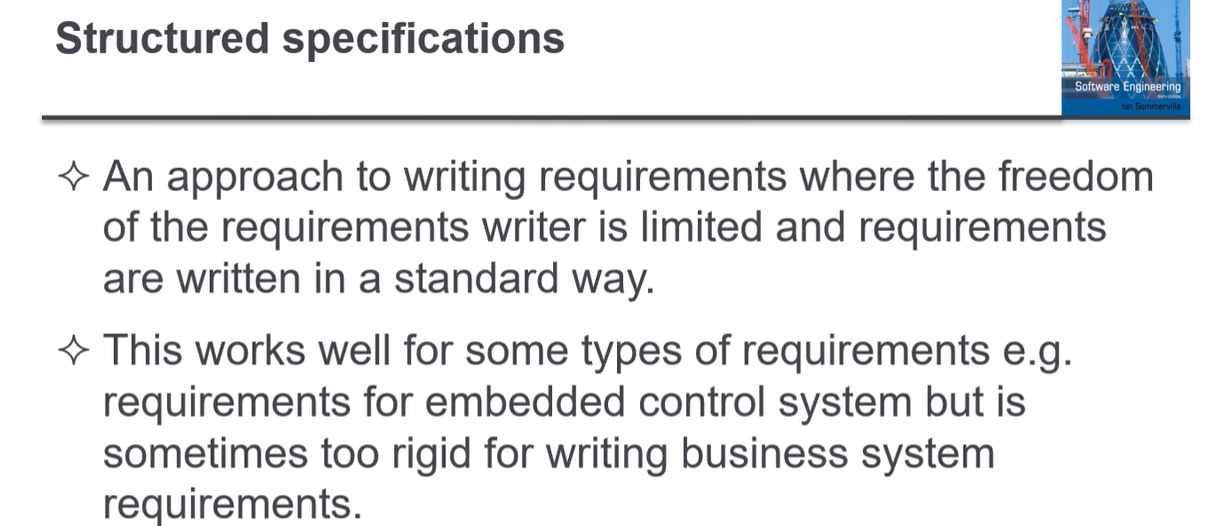 Structured specifications
Software Engineering
Ian Sommerville
✧ An approach to writing requirements where the freedom
of the requirements writer is limited and requirements
are written in a standard way.
✧ This works well for some types of requirements e.g.
requirements for embedded control system but is
sometimes too rigid for writing business system
requirements.